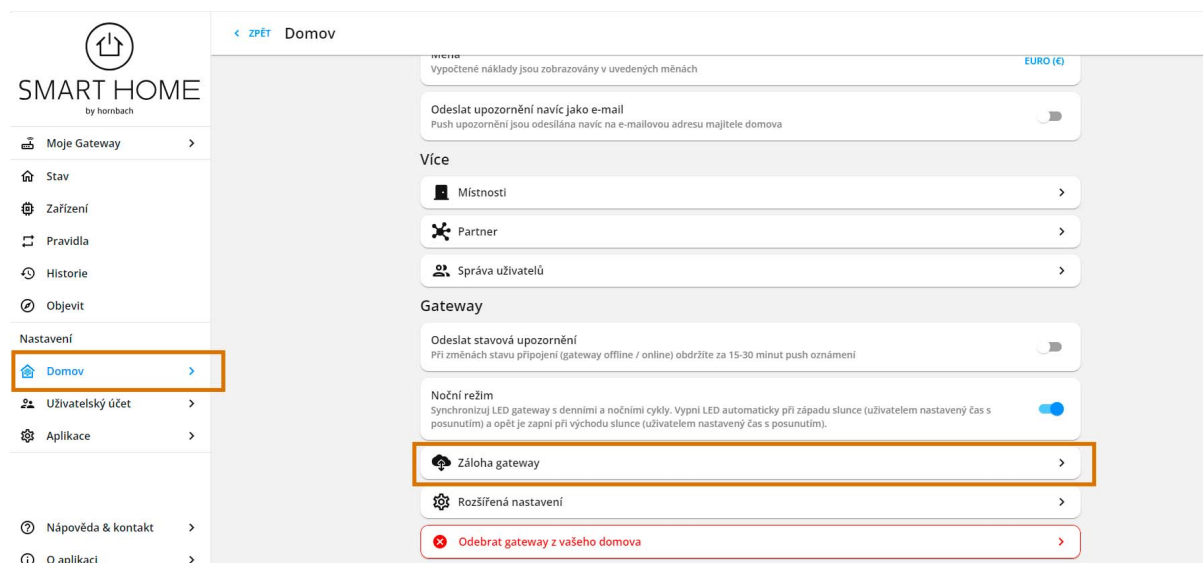 SMART HOME
by hornbach
Moje Gateway
Stav
Zařízení
Pravidla
Historie
Objevit
Nastavení
Domov
Uživatelský účet
Aplikace
Nápověda & kontakt
O aplikaci
ZPĚT Domov
Měna
EURO (€)
Vypočtené náklady jsou zobrazovány v uvedených měnách
Odeslat upozornění navíc jako e-mail
Push upozornění jsou odesílána navíc na e-mailovou adresu majitele domova
Více
Místnosti
Partner
Správa uživatelů
Gateway
Odeslat stavová upozornění
Při změnách stavu připojení (gateway offline / online) obdržíte za 15-30 minut push oznámení
Noční režim
Synchronizuj LED gateway s denními a nočními cykly. Vypni LED automaticky při západu slunce (uživatelem nastavený čas s
posunutím) a opět je zapni při východu slunce (uživatelem nastavený čas s posunutím).
Záloha gateway
Rozšířená nastavení
Odebrat gateway z vašeho domova